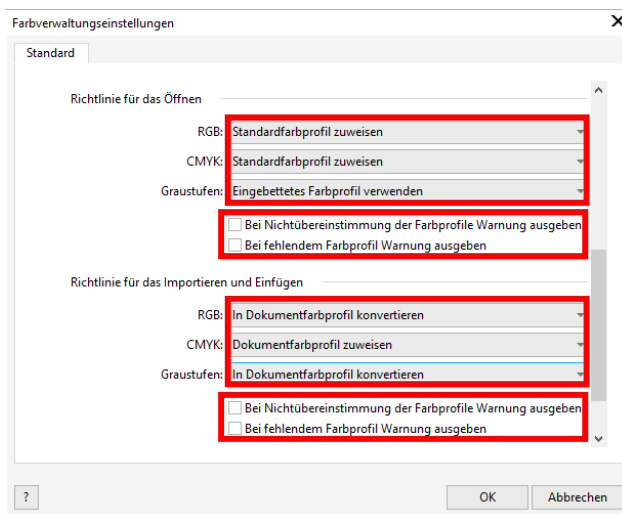 Farbverwaltungseinstellungen
Standard
Richtlinie für das Öffnen
RGB: Standardfarbprofil zuweisen
CMYK: Standardfarbprofil zuweisen
Graustufen: Eingebettetes Farbprofil verwenden
Bei Nichtübereinstimmung der Farbprofile Warnung ausgeben
Bei fehlendem Farbprofil Warnung ausgeben
Richtlinie für das Importieren und Einfügen
RGB: In Dokumentfarbprofil konvertieren
CMYK: Dokumentfarbprofil zuweisen
Graustufen: In Dokumentfarbprofil konvertieren
Bei Nichtübereinstimmung der Farbprofile Warnung ausgeben
Bei fehlendem Farbprofil Warnung ausgeben
? OK Abbrechen